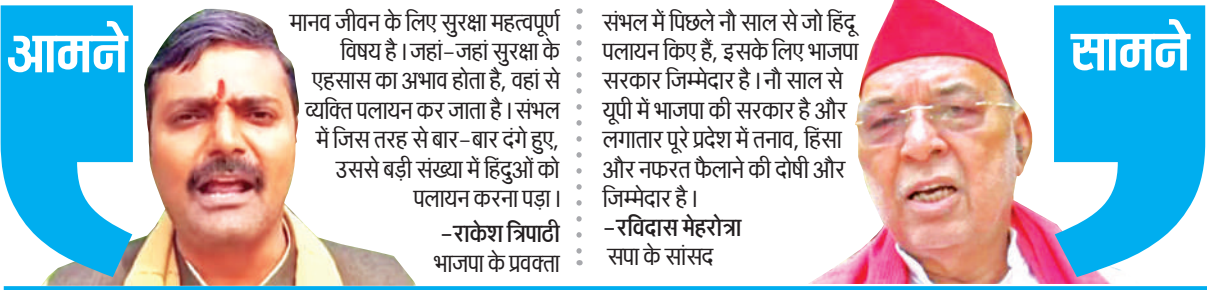 आमने
मानव जीवन के लिए सुरक्षा महत्वपूर्ण
विषय है। जहां-जहां सुरक्षा के
एहसास का अभाव होता है, वहां से
व्यक्ति पलायन कर जाता है। संभल
में जिस तरह से बार-बार दंगे हुए,
उससे बड़ी संख्या में हिंदुओं को
पलायन करना पड़ा।
-राकेश त्रिपाठी
भाजपा के प्रवक्ता
संभल में पिछले नौ साल से जो हिंदू
पलायन किए हैं, इसके लिए भाजपा
सरकार जिम्मेदार है। नौ साल से
यूपी में भाजपा की सरकार है और
लगातार पूरे प्रदेश में तनाव, हिंसा
और नफरत फैलाने की दोषी और
जिम्मेदार है।
-रविदास मेहरोत्रा
सपा के सांसद
सामने